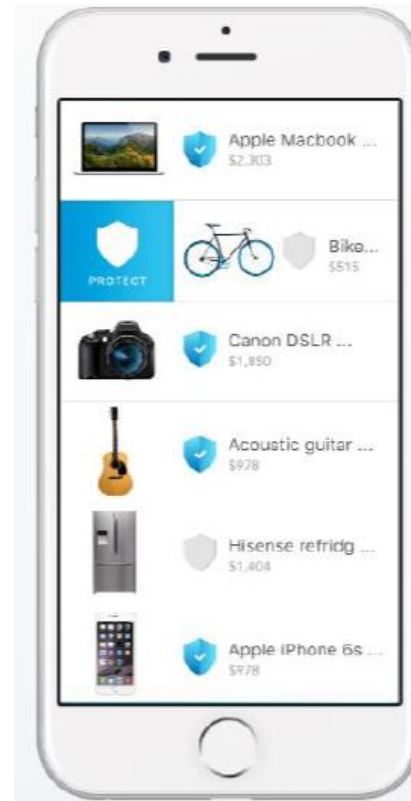 Apple Macbook ...
$2,303
PROTECT
Bike...
$515
Canon DSLR ...
$1,850
Acoustic guitar ...
$978
Hisense refridg ...
$1,404
Apple iPhone 6s ...
$978